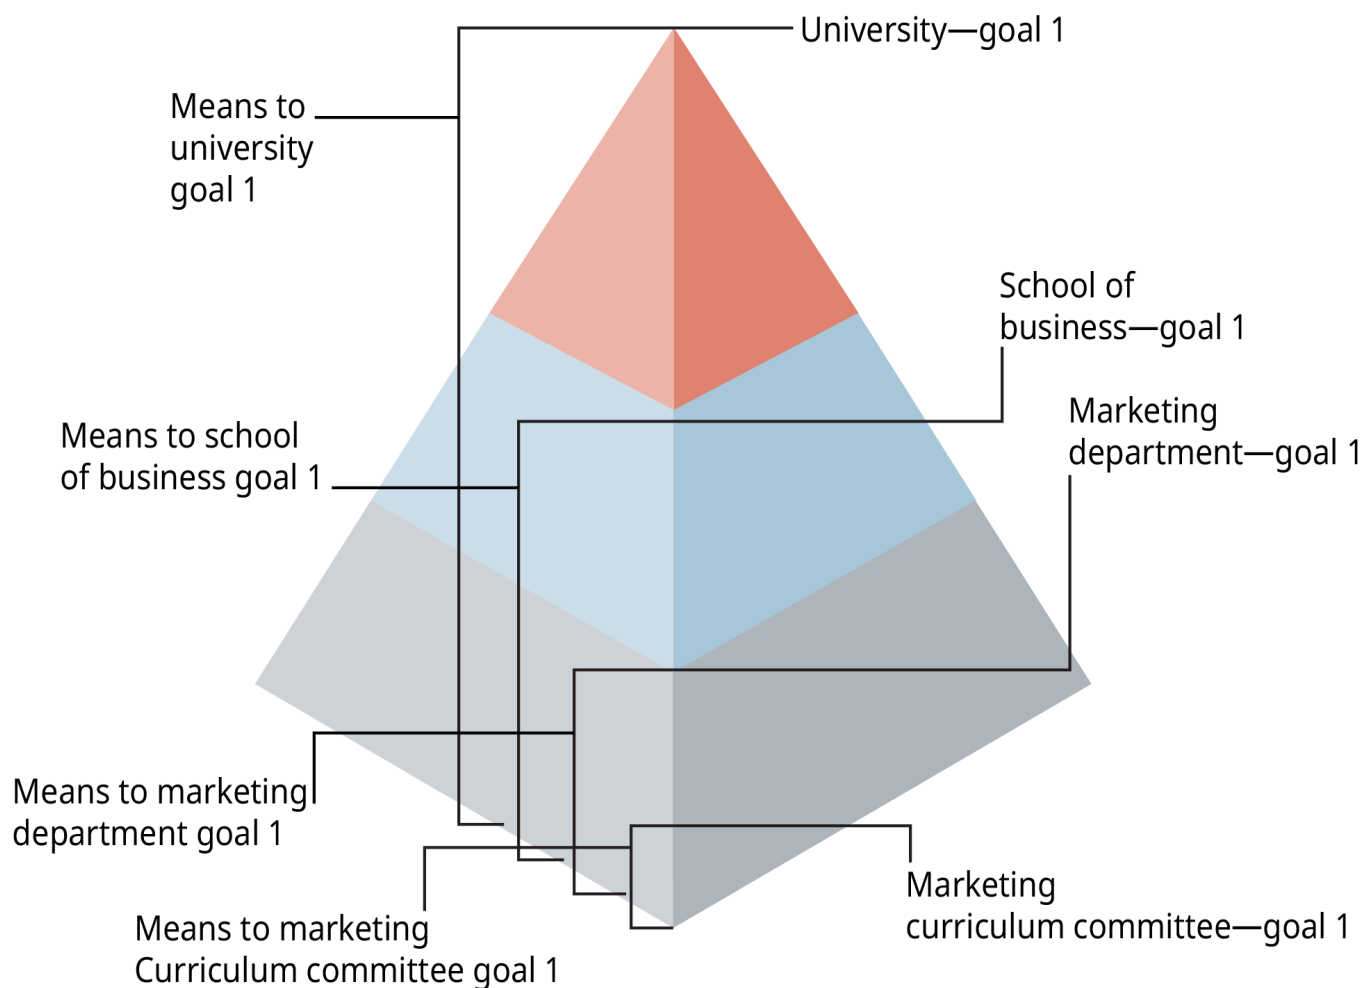 University—goal 1
Means to
university
goal 1
School of
business—goal 1
Marketing
department—goal 1
Means to school
of business goal 1
Means to marketing
department goal 1
Marketing
curriculum committee—goal 1
Means to marketing
Curriculum committee goal 1